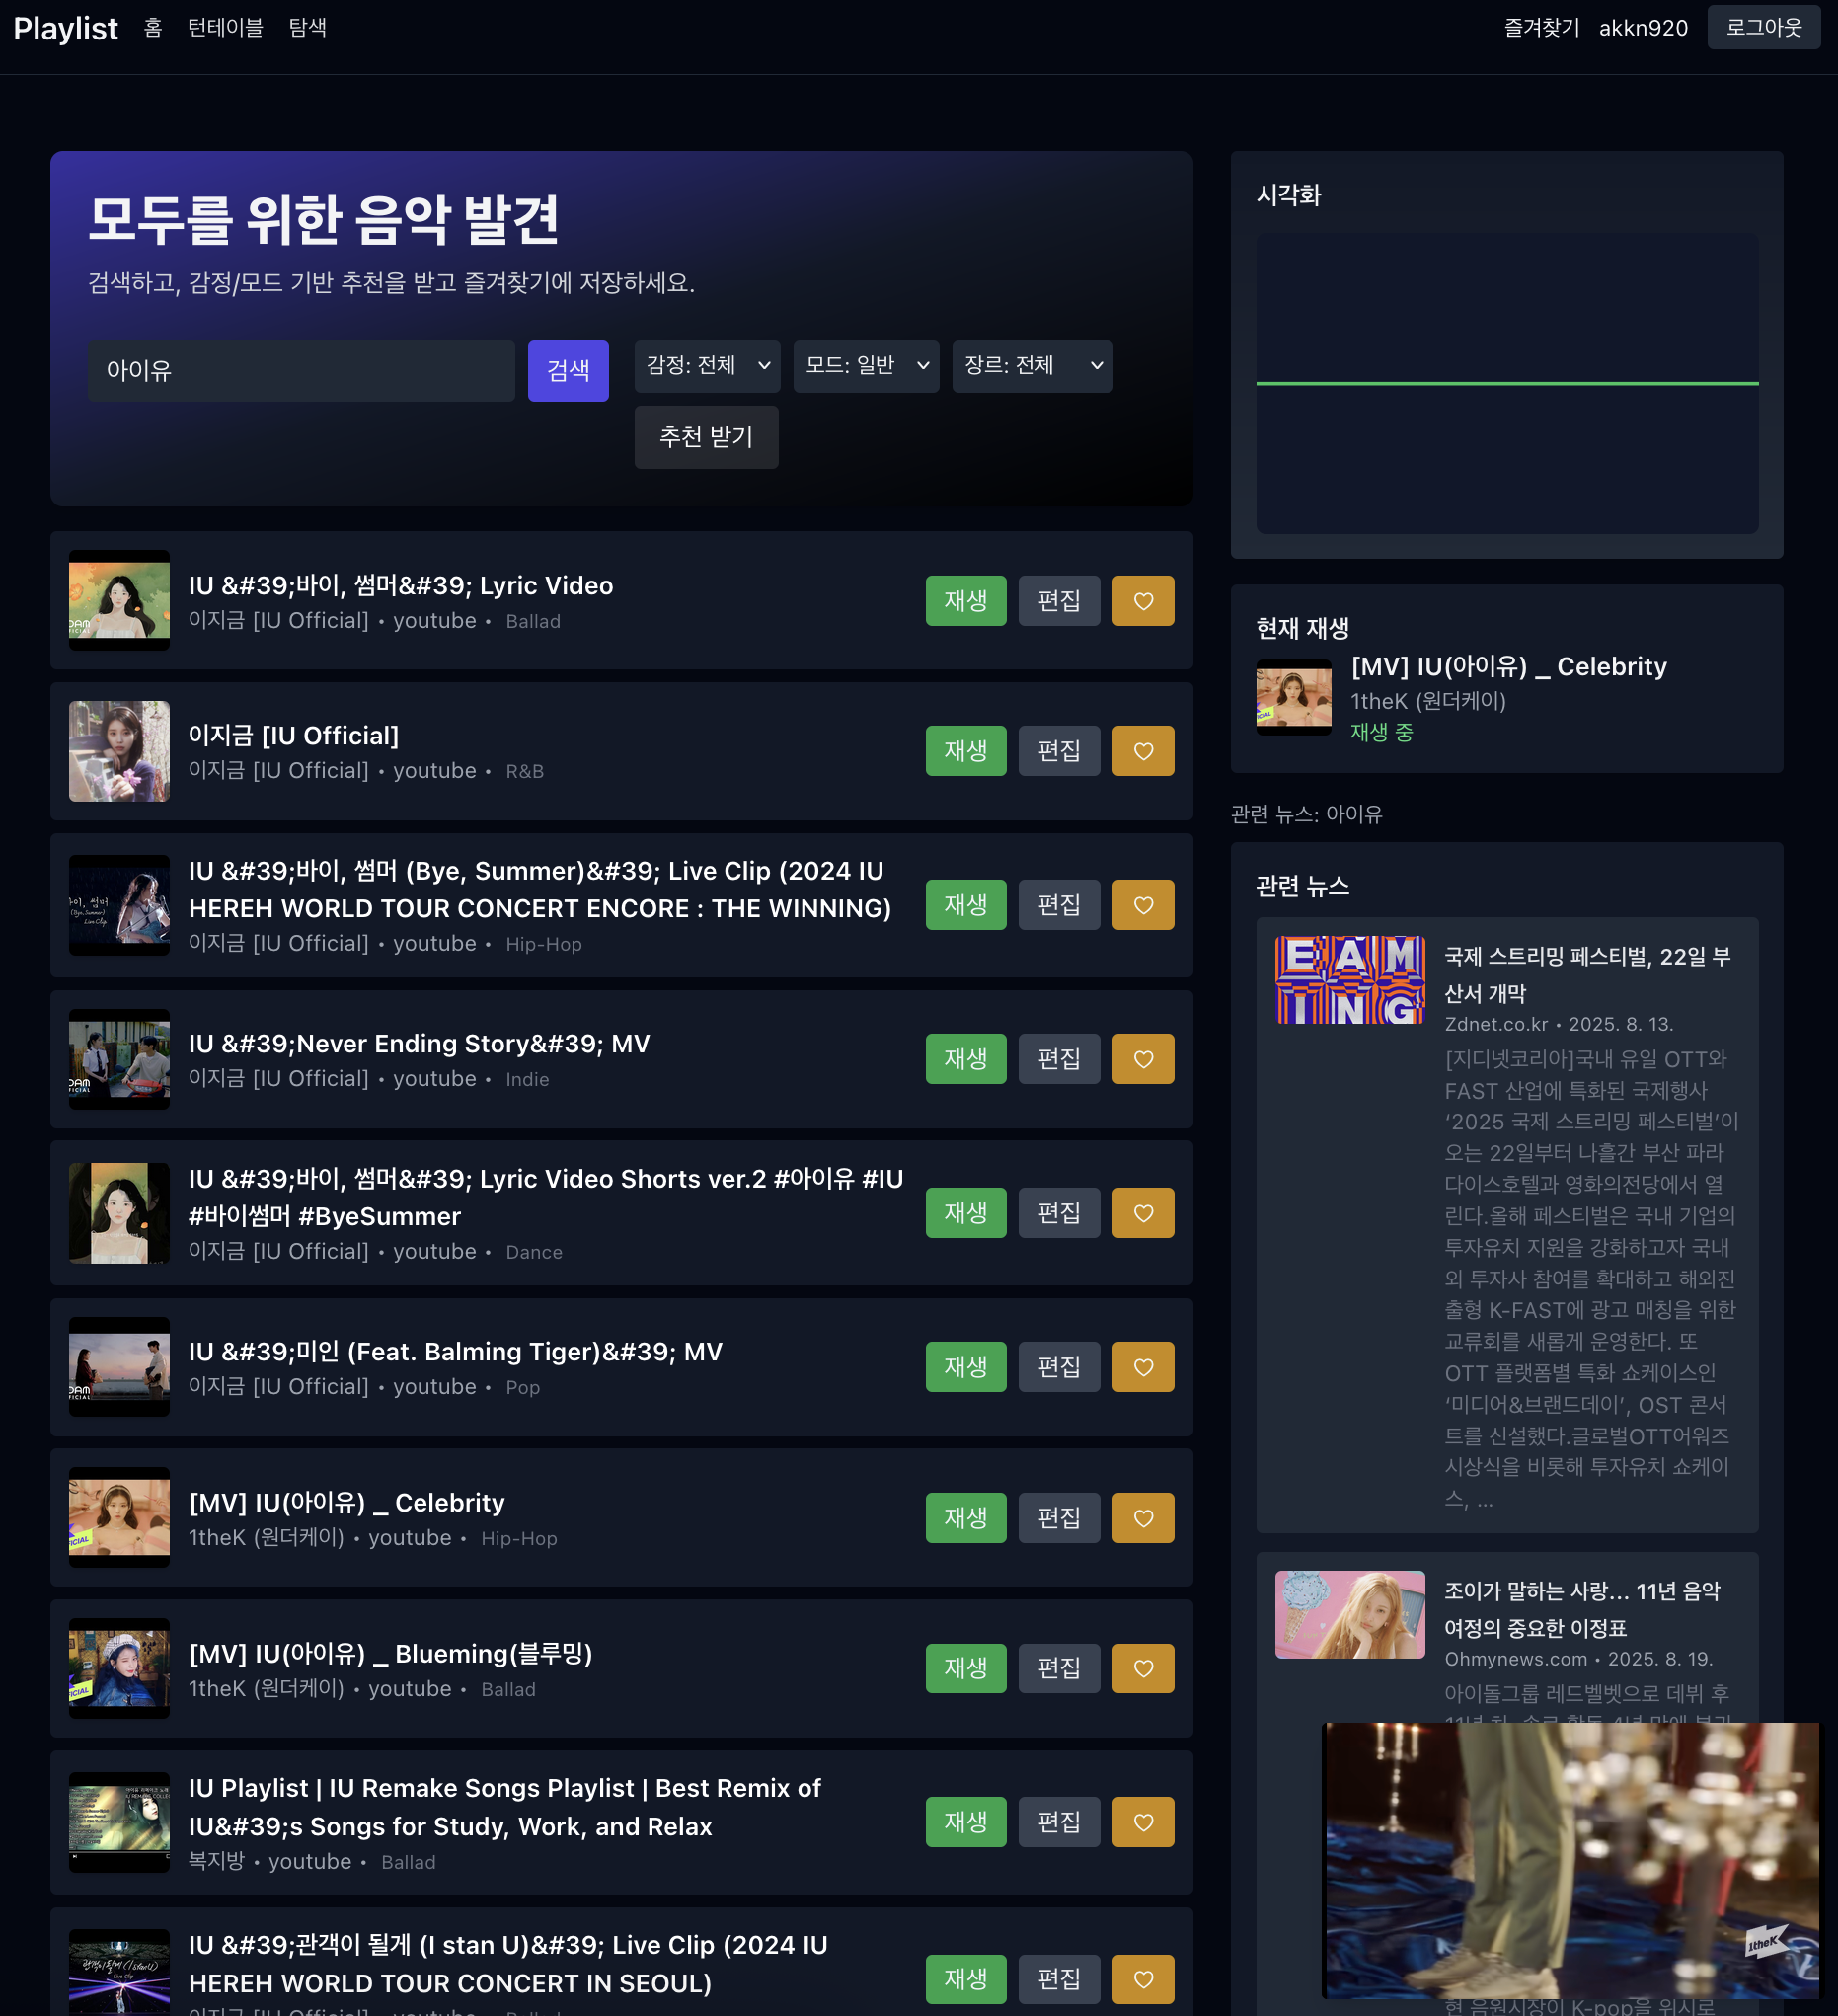 Playlist 홈 턴테이블 탐색
즐겨찾기 akkn920 로그아웃
모두를 위한 음악 발견
검색하고, 감정/모드 기반 추천을 받고 즐겨찾기에 저장하세요.
아이유 검색 감정: 전체 모드: 일반 장르: 전체
추천 받기
IU &#39;바이, 썸머&#39; Lyric Video
이지금 [IU Official] • youtube • Ballad
재생 편집
이지금 [IU Official]
이지금 [IU Official] • youtube • R&B
재생 편집
IU &#39;바이, 썸머 (Bye, Summer)&#39; Live Clip (2024 IU
HEREH WORLD TOUR CONCERT ENCORE : THE WINNING)
이지금 [IU Official] • youtube • Hip-Hop
재생 편집
IU &#39;Never Ending Story&#39; MV
이지금 [IU Official] • youtube • Indie
재생 편집
IU &#39;바이, 썸머&#39; Lyric Video Shorts ver.2 #아이유 #IU
#바이썸머 #ByeSummer
이지금 [IU Official] • youtube • Dance
재생 편집
IU &#39;미인 (Feat. Balming Tiger)&#39; MV
이지금 [IU Official] • youtube • Pop
재생 편집
[MV] IU(아이유) _ Celebrity
1theK (원더케이) • youtube • Hip-Hop
재생 편집
[MV] IU(아이유) _ Blueming(블루밍)
1theK (원더케이) • youtube • Ballad
재생 편집
IU Playlist | IU Remake Songs Playlist | Best Remix of
IU&#39;s Songs for Study, Work, and Relax
복지방 • youtube • Ballad
재생 편집
IU &#39;관객이 될게 (I stan U)&#39; Live Clip (2024 IU
HEREH WORLD TOUR CONCERT IN SEOUL)
이지금 [IU Official] • youtube • Ballad
재생 편집
시각화
현재 재생
[MV] IU(아이유) _ Celebrity
1theK (원더케이)
재생 중
관련 뉴스: 아이유
관련 뉴스
EAM
ING
국제 스트리밍 페스티벌, 22일 부
산서 개막
Zdnet.co.kr • 2025. 8. 13.
[지디넷코리아]국내 유일 OTT와
FAST 산업에 특화된 국제행사
‘2025 국제 스트리밍 페스티벌’이
오는 22일부터 나흘간 부산 파라
다이스호텔과 영화의전당에서 열
린다.올해 페스티벌은 국내 기업의
투자유치 지원을 강화하고자 국내
외 투자사 참여를 확대하고 해외진
출형 K-FAST에 광고 매칭을 위한
교류회를 새롭게 운영한다. 또
OTT 플랫폼별 특화 쇼케이스인
‘미디어&브랜드데이’, OST 콘서
트를 신설했다.글로벌OTT어워즈
시상식을 비롯해 투자유치 쇼케이
스, …
조이가 말하는 사랑... 11년 음악
여정의 중요한 이정표
Ohmynews.com • 2025. 8. 19.
아이돌그룹 레드벨벳으로 데뷔 후
1theK
현 음원시장이 K-pop을 위시로